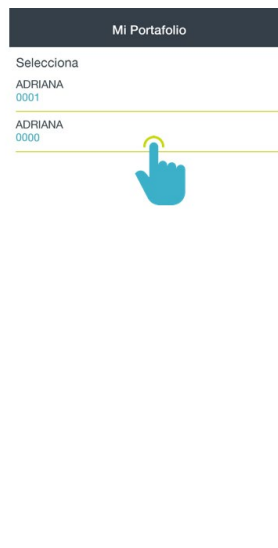 Mi Portafolio
Selecciona
ADRIANA
0001
ADRIANA
0000